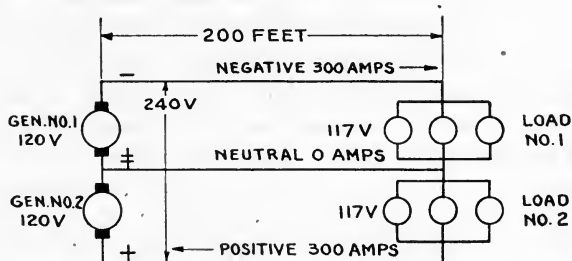 200 FEET
- NEGATIVE 300 AMPS
240V
GEN.NO.1
120V
117V
LOAD
NO.1
‡ NEUTRAL 0 AMPS
GEN.NO.2
120V
117V
LOAD
NO.2
+ POSITIVE 300 AMPS